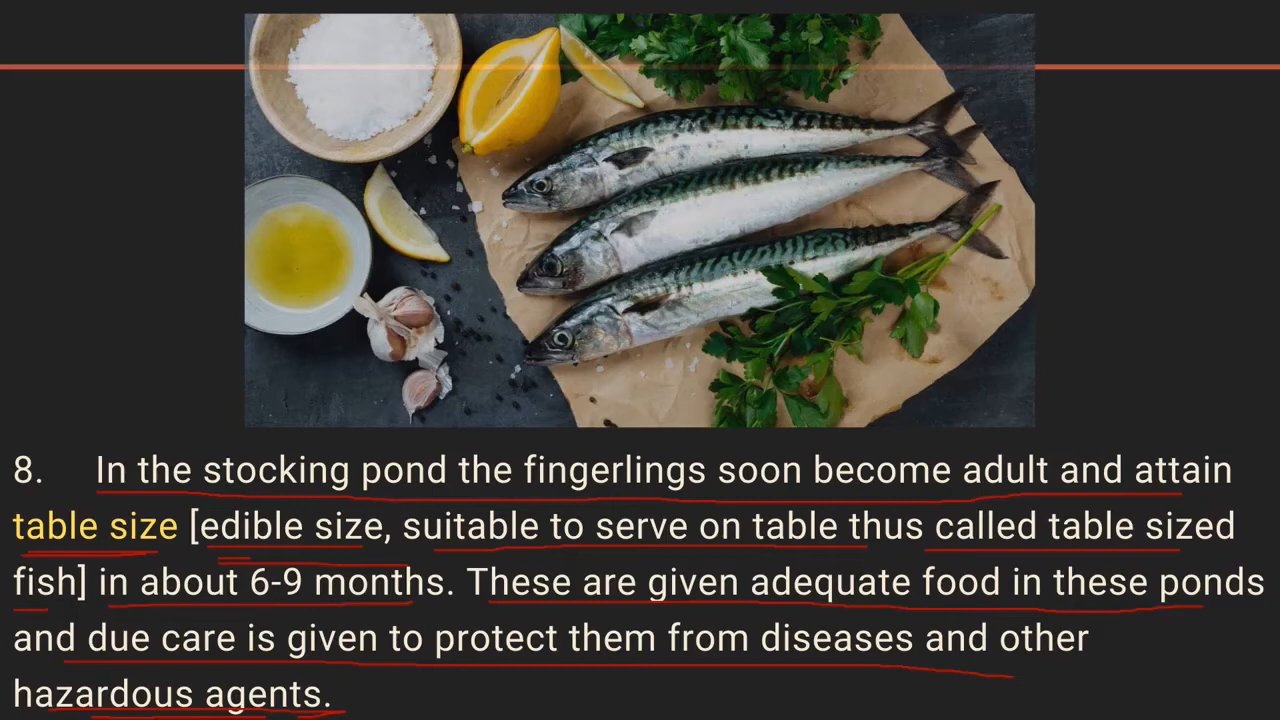 8. In the stocking pond the fingerlings soon become adult and attain
table size [edible size, suitable to serve on table thus called table sized
fish] in about 6-9 months. These are given adequate food in these ponds
and due care is given to protect them from diseases and other
hazardous agents.